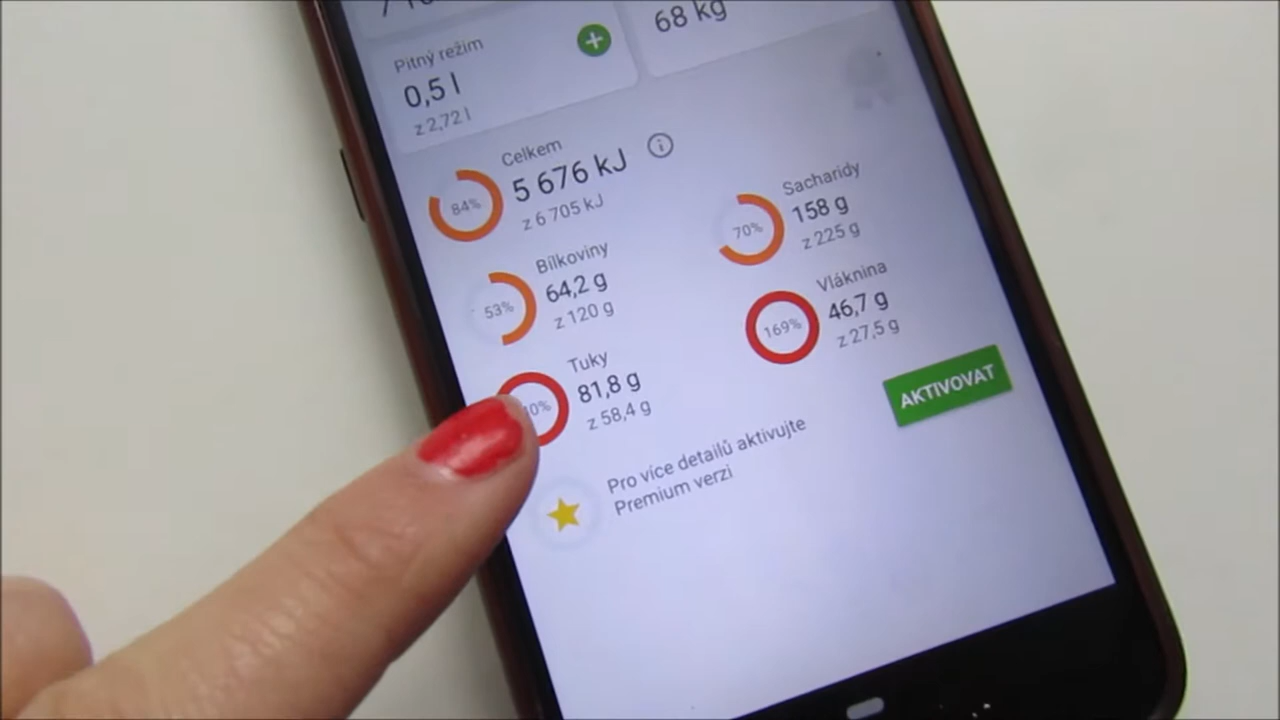 68 kg
Pitný režim
0,5 l
z 2,72 l
Celkem
84%
5 676 kJ
z 6 705 kJ
Sacharidy
70%
158 g
z 225 g
Bílkoviny
53%
64,2 g
z 120 g
Vláknina
169%
46,7 g
z 27,5 g
Tuky
81,8 g
z 58,4 g
AKTIVOVAT
Pro více detailů aktivujte
Premium verzi